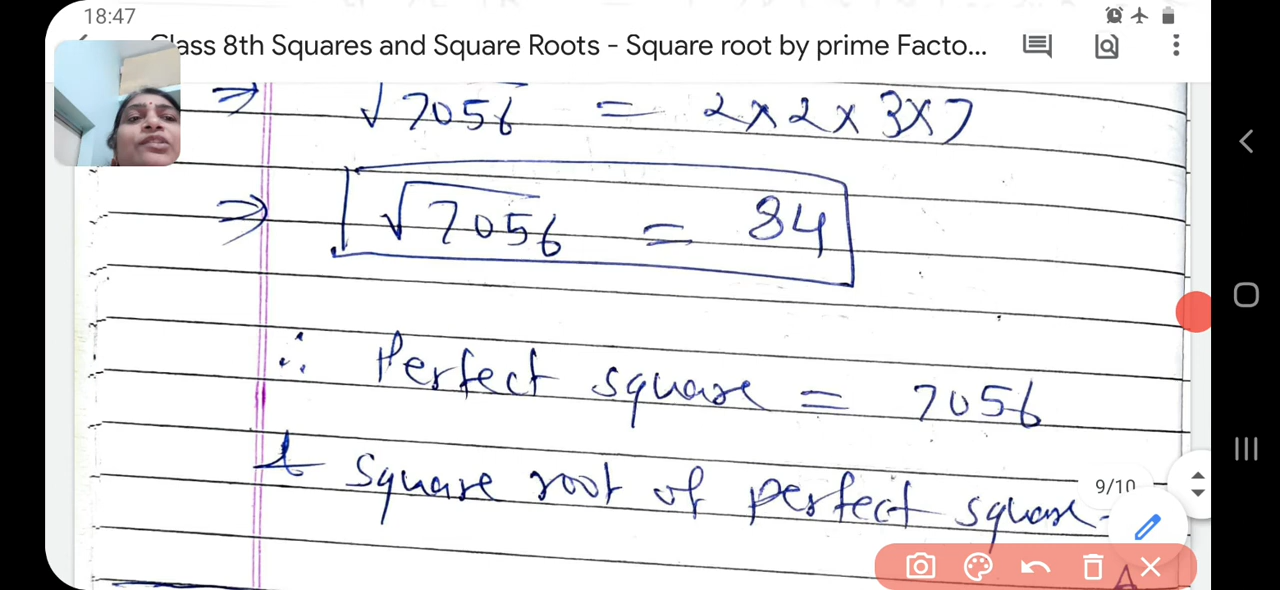 18:47
Class 8th Squares and Square Roots - Square root by prime Facto...
⇒ √7056 = 2×2×3×7
⇒ √7056 = 84
∴ Perfect square = 7056
& Square root of perfect square
9/10